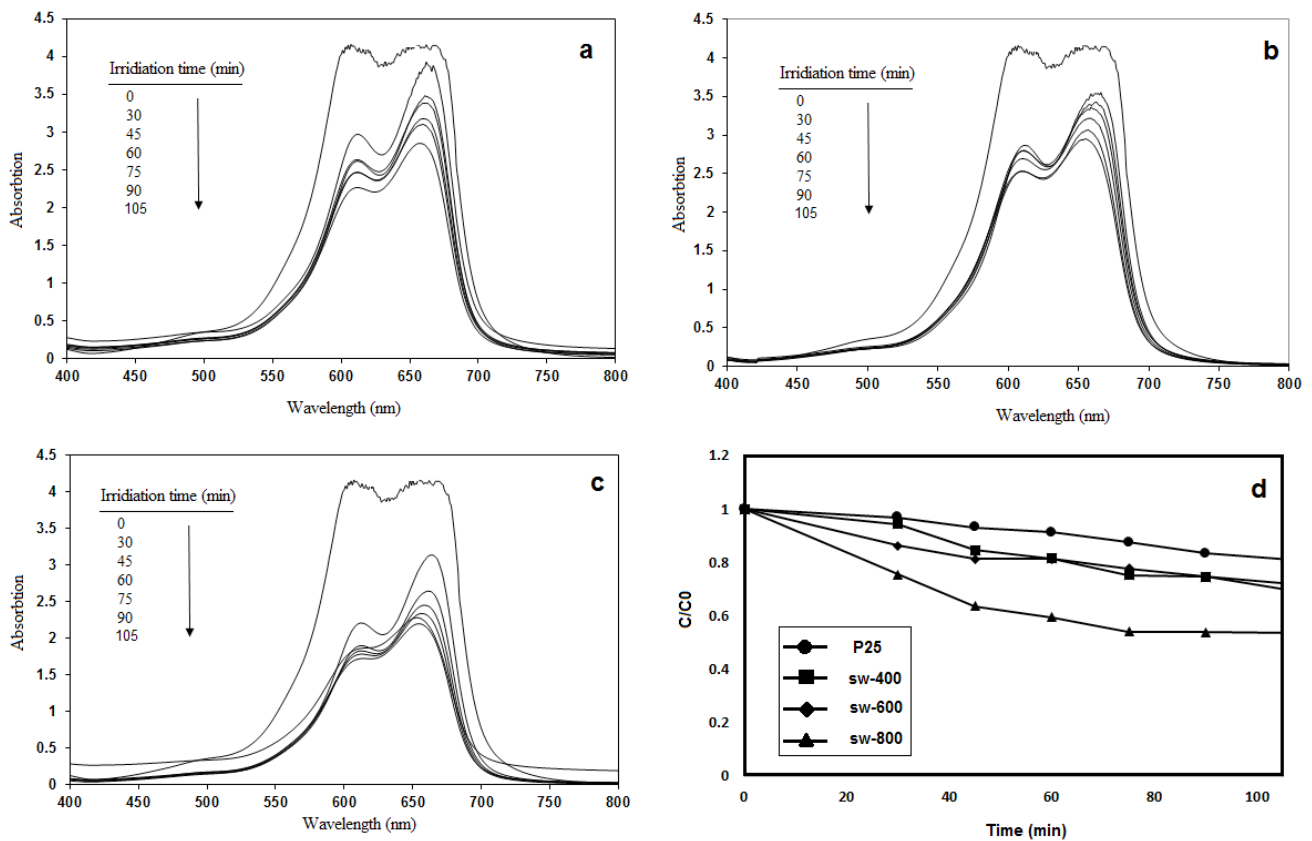 a
Irridiation time (min)
0
30
45
60
75
90
105
Absorbtion
4.5
4
3.5
3
2.5
2
1.5
1
0.5
0
400 450 500 550 600 650 700 750 800
Wavelength (nm)
b
Irridiation time (min)
0
30
45
60
75
90
105
Absorbtion
4.5
4
3.5
3
2.5
2
1.5
1
0.5
0
400 450 500 550 600 650 700 750 800
Wavelength (nm)
c
Irridiation time (min)
0
30
45
60
75
90
105
Absorbtion
4.5
4
3.5
3
2.5
2
1.5
1
0.5
0
400 450 500 550 600 650 700 750 800
Wavelength (nm)
d
C/C0
1.2
1
0.8
0.6
0.4
0.2
0
P25
sw-400
sw-600
sw-800
0 20 40 60 80 100
Time (min)